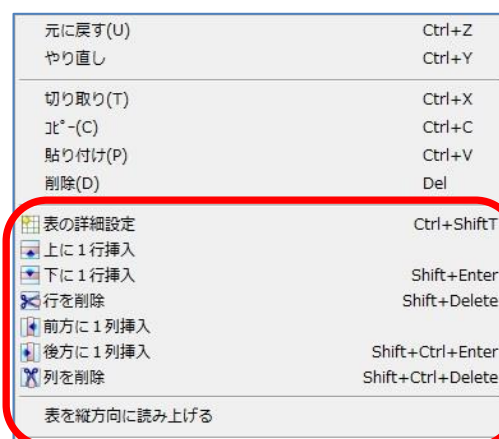 元に戻す(U) Ctrl+Z
やり直し Ctrl+Y
切り取り(T) Ctrl+X
ｺﾋﾟｰ(C) Ctrl+C
貼り付け(P) Ctrl+V
削除(D) Del
表の詳細設定 Ctrl+ShiftT
上に１行挿入
下に１行挿入 Shift+Enter
行を削除 Shift+Delete
前方に１列挿入
後方に１列挿入 Shift+Ctrl+Enter
列を削除 Shift+Ctrl+Delete
表を縦方向に読み上げる